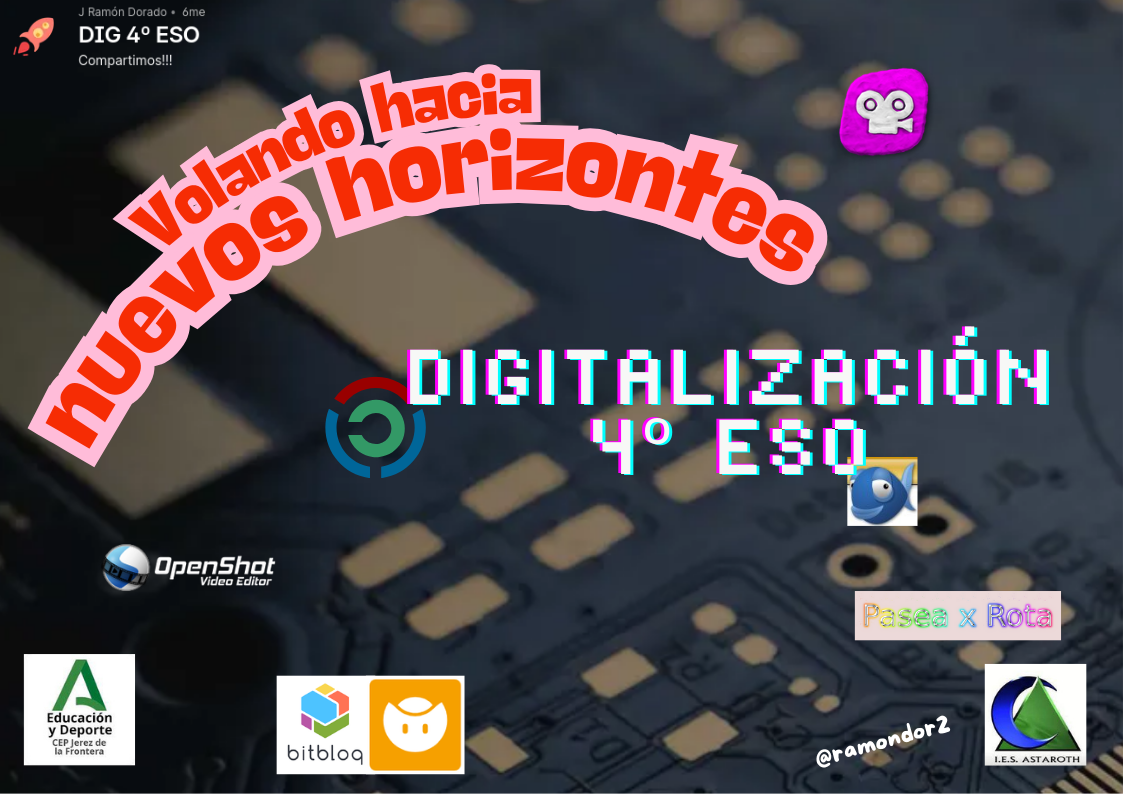 J Ramón Dorado • 6me
DIG 4º ESO
Compartimos!!!
Volando hacia
nuevos horizontes
DIGITALIZACIÓN
4º ESO
OpenShot
Video Editor
Pasea x Rota
Educación
y Deporte
CEP Jerez de
la Frontera
bitbloq
@ramondor2
I.E.S. ASTAROTH